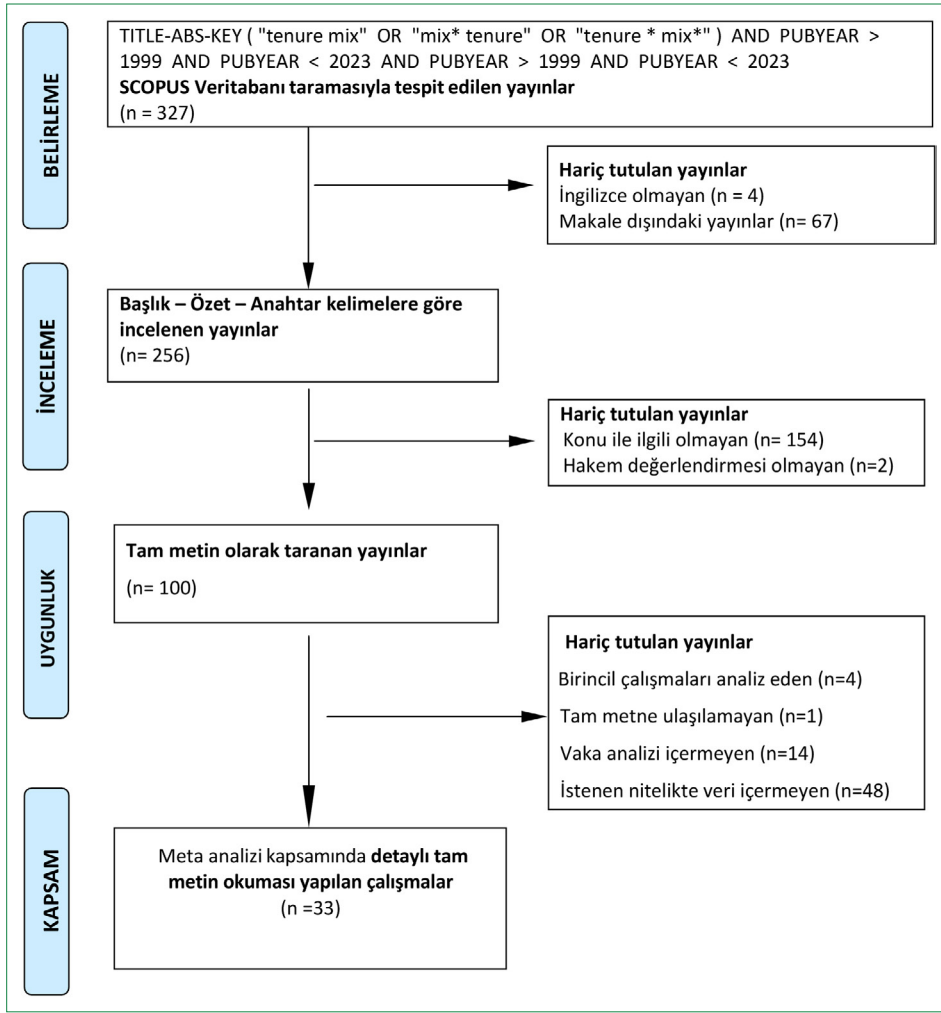 BELİRLEME
TITLE-ABS-KEY ( "tenure mix" OR "mix* tenure" OR "tenure * mix*" ) AND PUBYEAR >
1999 AND PUBYEAR < 2023 AND PUBYEAR > 1999 AND PUBYEAR < 2023
SCOPUS Veritabanı taramasıyla tespit edilen yayınlar
(n = 327)
Hariç tutulan yayınlar
İngilizce olmayan (n = 4)
Makale dışındaki yayınlar (n= 67)
İNCELEME
Başlık – Özet – Anahtar kelimelere göre
incelenen yayınlar
(n= 256)
Hariç tutulan yayınlar
Konu ile ilgili olmayan (n= 154)
Hakem değerlendirmesi olmayan (n=2)
UYGUNLUK
Tam metin olarak taranan yayınlar
(n= 100)
Hariç tutulan yayınlar
Birincil çalışmaları analiz eden (n=4)
Tam metne ulaşılamayan (n=1)
Vaka analizi içermeyen (n=14)
İstenen nitelikte veri içermeyen (n=48)
KAPSAM
Meta analizi kapsamında detaylı tam
metin okuması yapılan çalışmalar
(n =33)